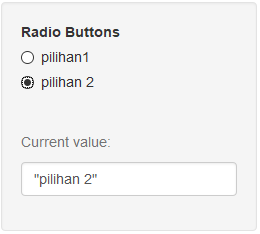 Radio Buttons
pilihan1
pilihan 2
Current value:
"pilihan 2"